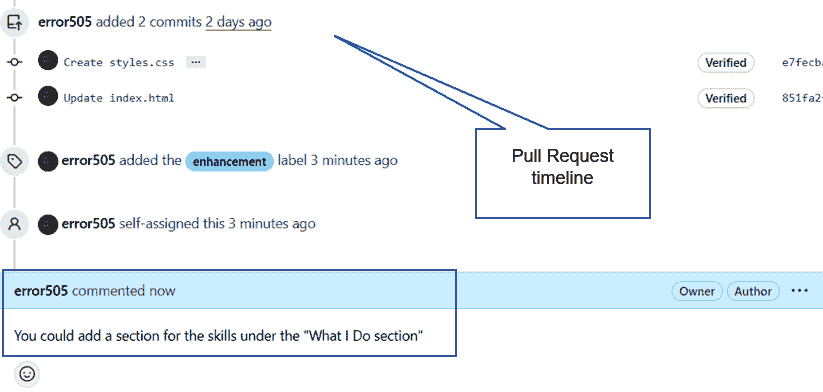 error505 added 2 commits 2 days ago
Create styles.css ...
Verified
Update index.html
Verified
error505 added the enhancement label 3 minutes ago
Pull Request
timeline
error505 self-assigned this 3 minutes ago
error505 commented now
Owner Author ...
You could add a section for the skills under the "What I Do section"